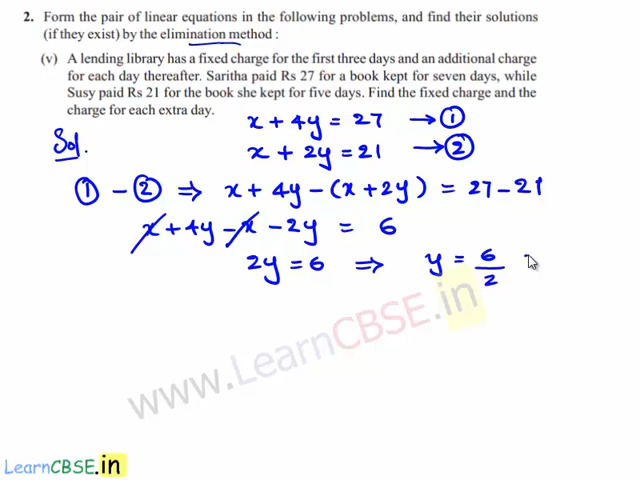 2. Form the pair of linear equations in the following problems, and find their solutions
(if they exist) by the elimination method :
(v) A lending library has a fixed charge for the first three days and an additional charge
for each day thereafter. Saritha paid Rs 27 for a book kept for seven days, while
Susy paid Rs 21 for the book she kept for five days. Find the fixed charge and the
charge for each extra day.
x + 4y = 27 → ①
Sol.
x + 2y = 21 → ②
① - ② ⇒ x + 4y - (x + 2y) = 27 - 21
x + 4y - x - 2y = 6
2y = 6 ⇒ y = 6/2
www.LearnCBSE.in
LearnCBSE.in